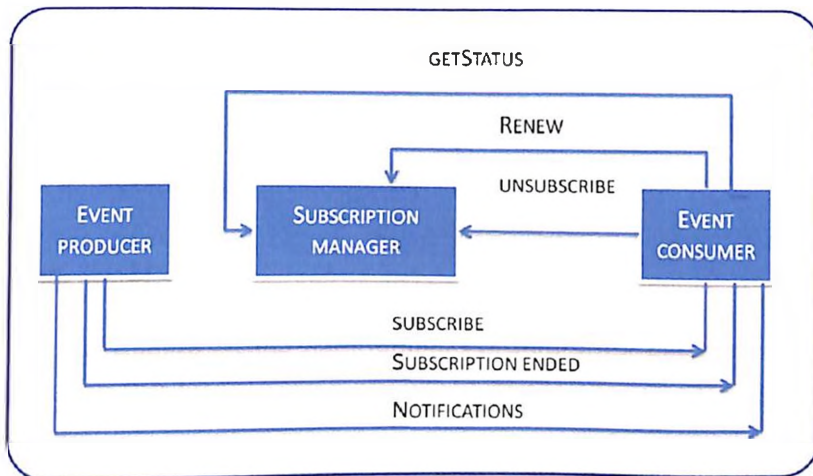 GETSTATUS
RENEW
UNSUBSCRIBE
EVENT
PRODUCER
SUBSCRIPTION
MANAGER
EVENT
CONSUMER
SUBSCRIBE
SUBSCRIPTION ENDED
NOTIFICATIONS